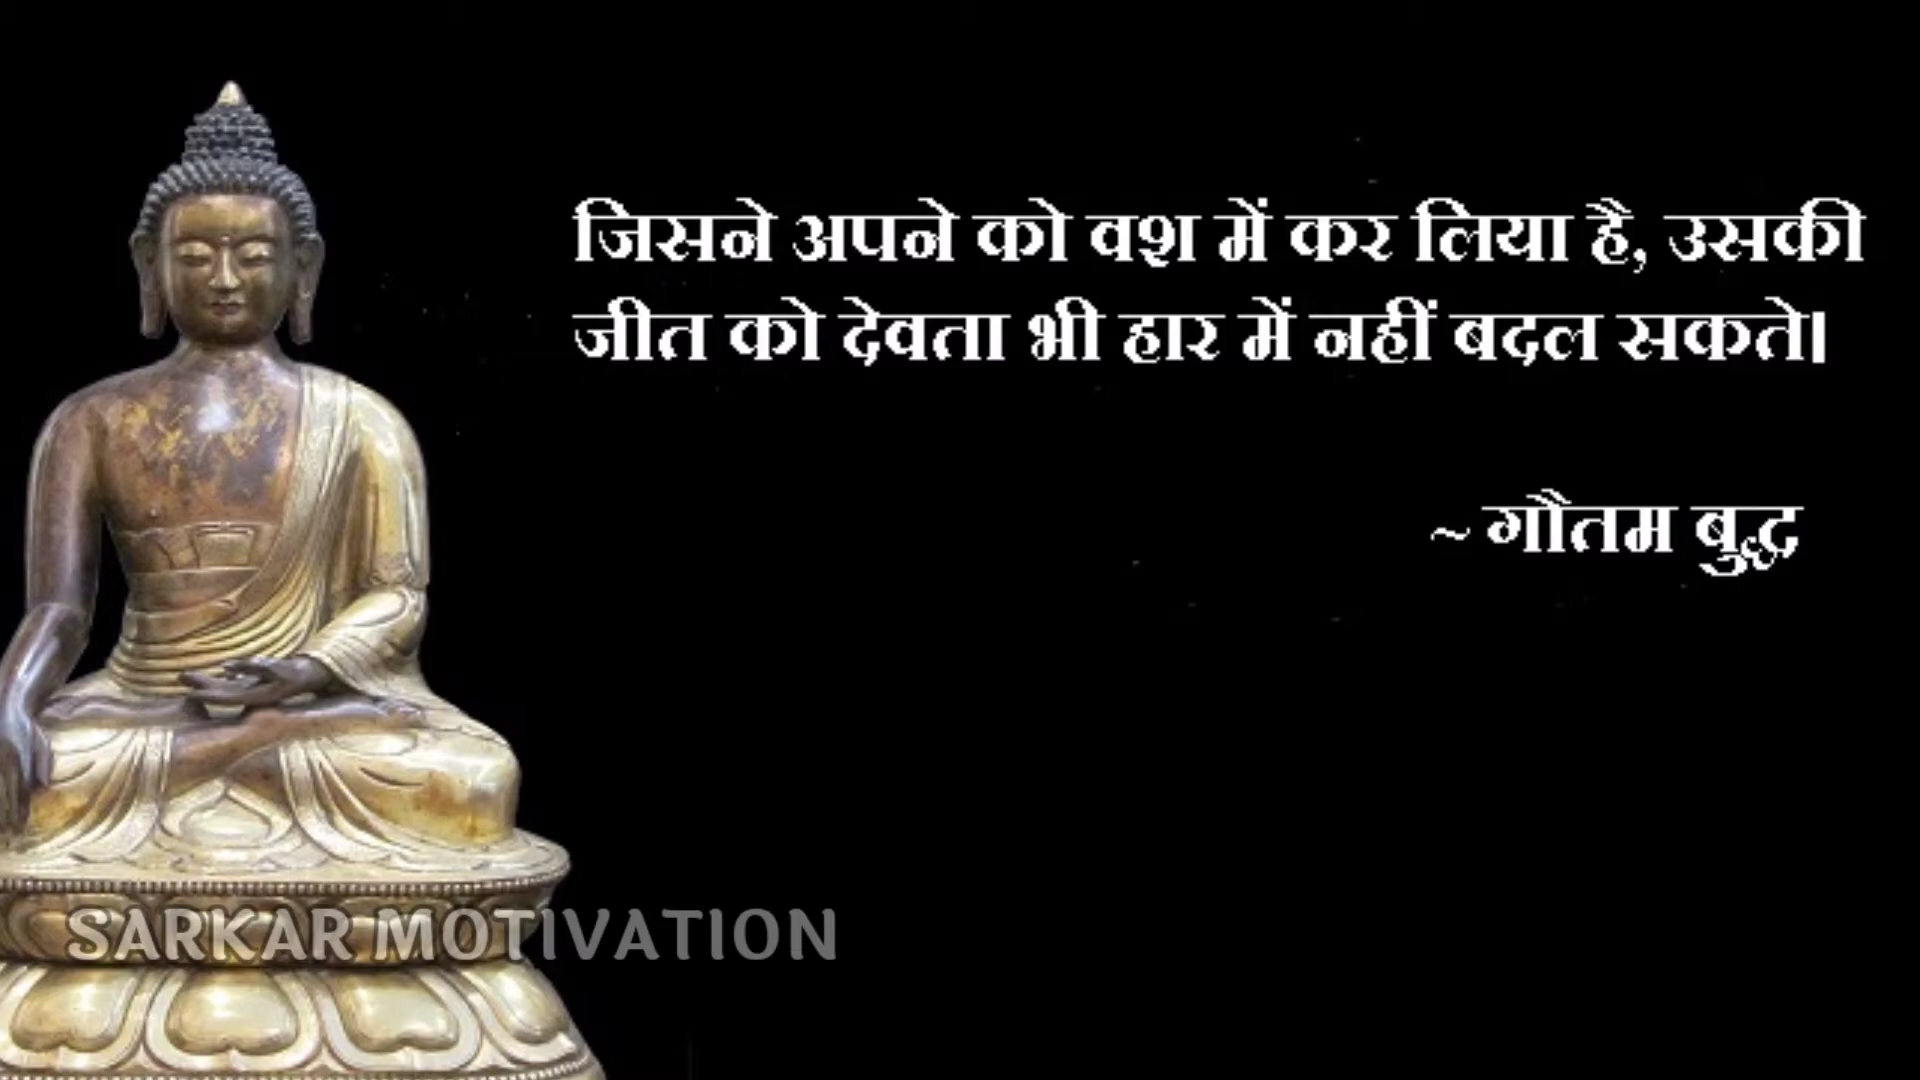 जिसने अपने को वश में कर लिया है, उसकी
जीत को देवता भी हार में नहीं बदल सकते।
~ गौतम बुद्ध
SARKAR MOTIVATION